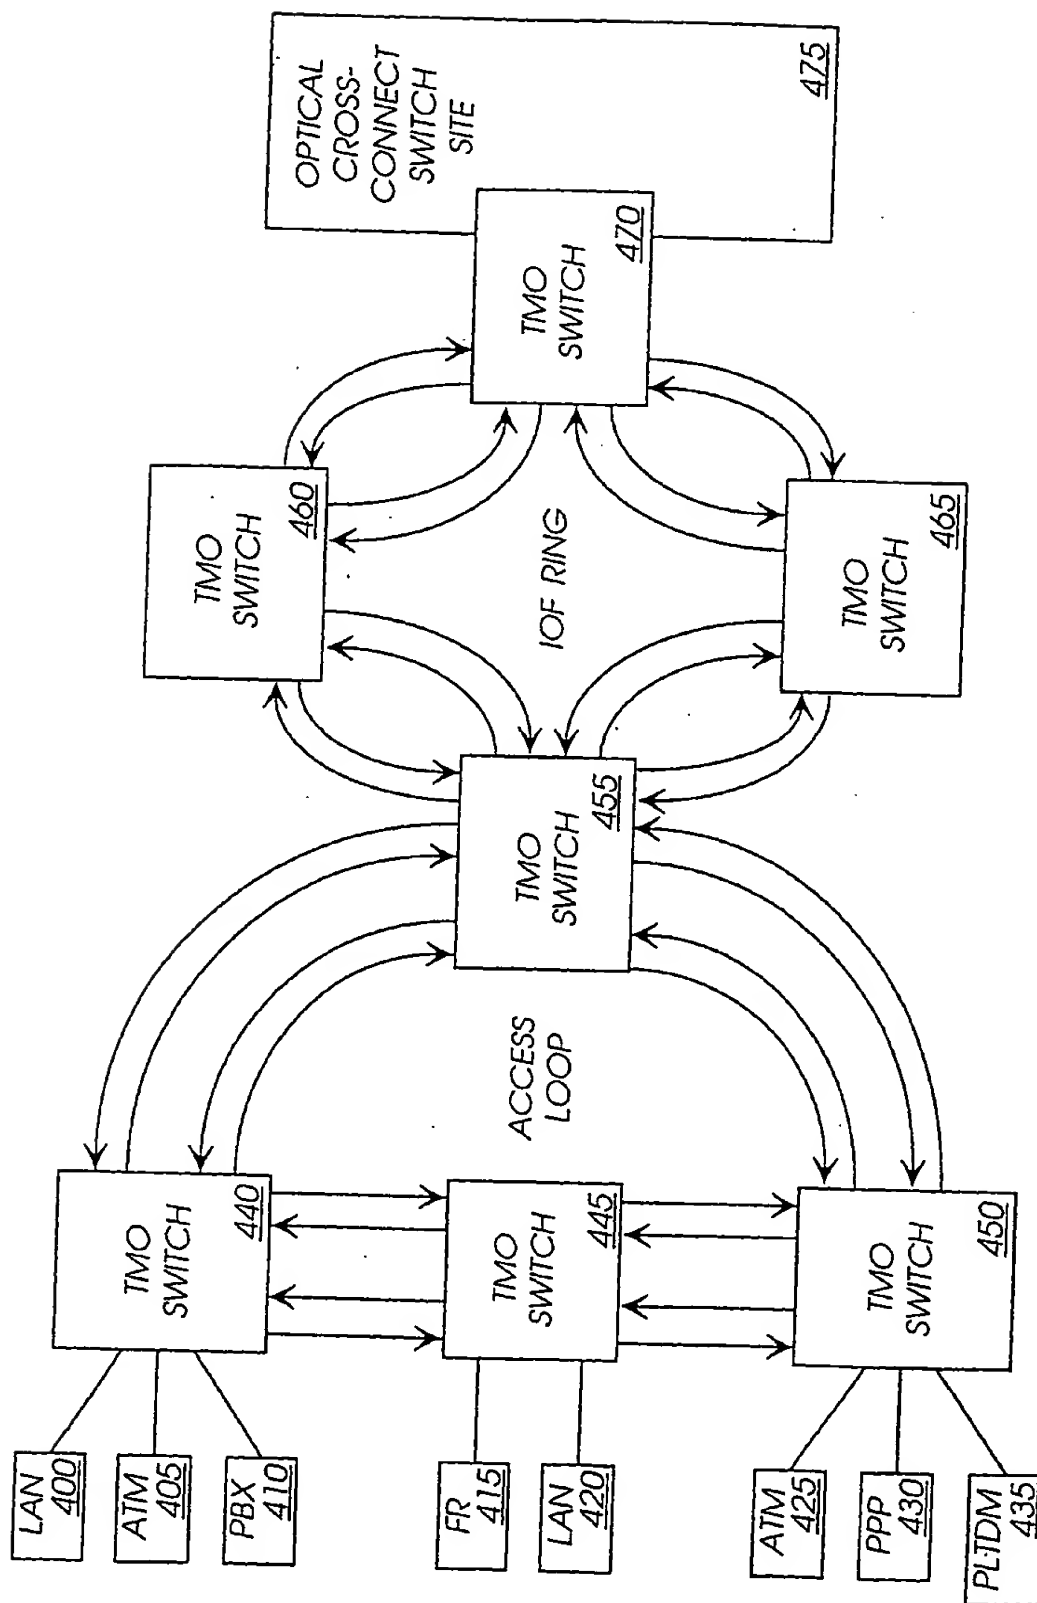 LAN
400
ATM
405
PBX
410
FR
415
LAN
420
ATM
425
PPP
430
PL:TDM
435
TMO
SWITCH
440
TMO
SWITCH
445
TMO
SWITCH
450
ACCESS
LOOP
TMO
SWITCH
455
TMO
SWITCH
460
IOF RING
TMO
SWITCH
465
TMO
SWITCH
470
OPTICAL
CROSS-
CONNECT
SWITCH
SITE
475